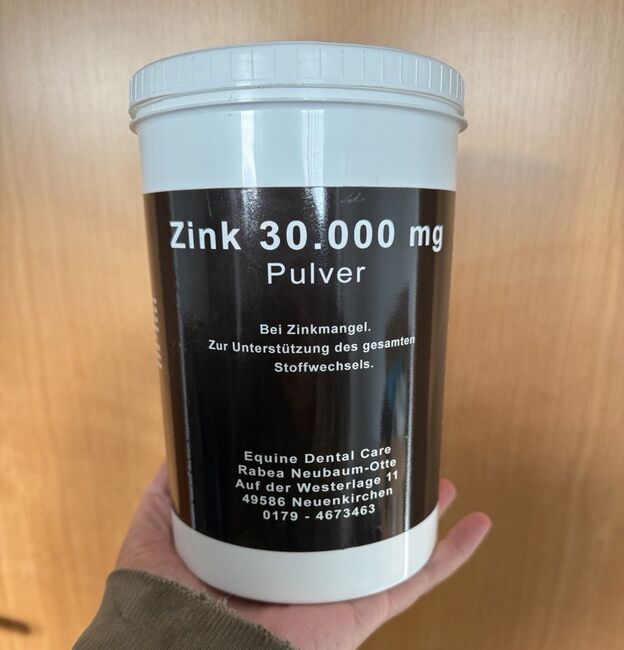 Zink 30.000 mg
Pulver
Bei Zinkmangel.
Zur Unterstützung des gesamten
Stoffwechsels.
Equine Dental Care
Rabea Neubaum-Otte
Auf der Westerlage 11
49586 Neuenkirchen
0179 - 4673463